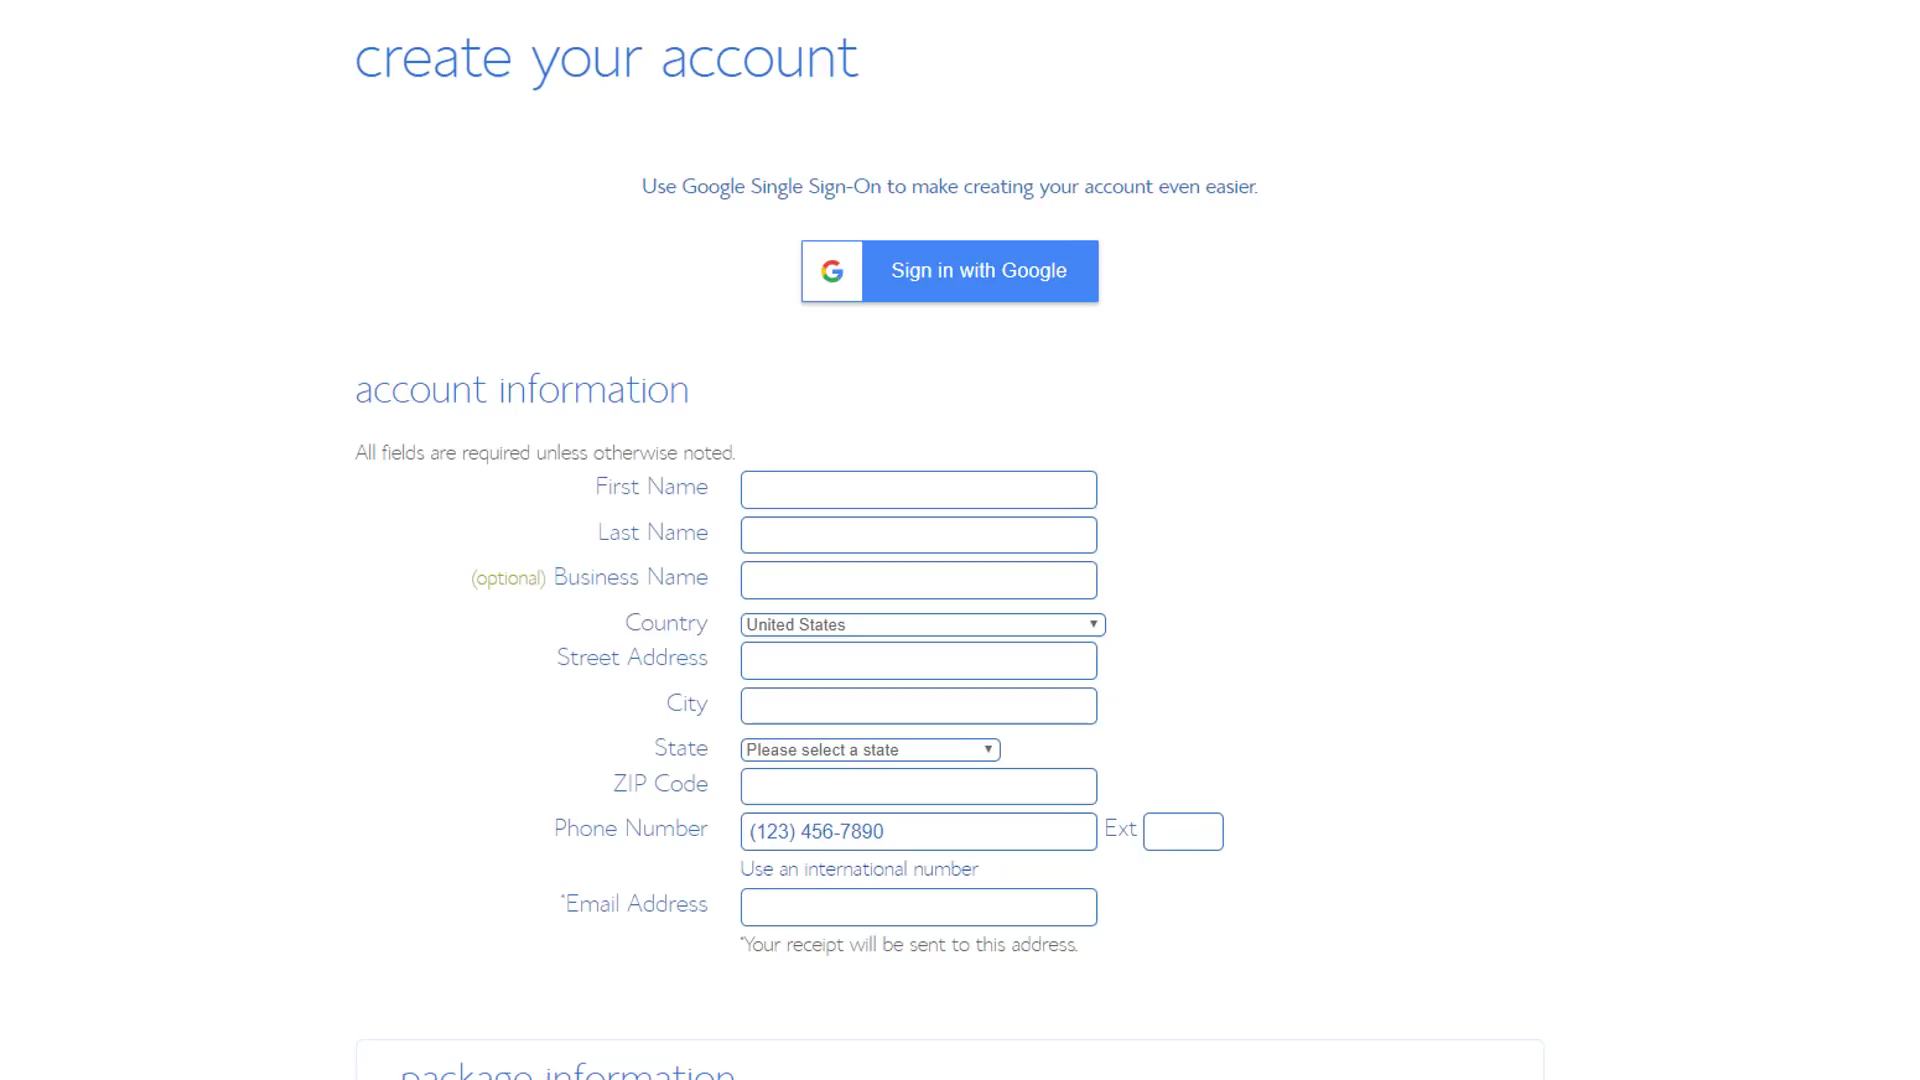 create your account
Use Google Single Sign-On to make creating your account even easier.
Sign in with Google
account information
All fields are required unless otherwise noted.
First Name
Last Name
(optional) Business Name
Country United States
Street Address
City
State Please select a state
ZIP Code
Phone Number (123) 456-7890 Ext
Use an international number
*Email Address
*Your receipt will be sent to this address.
package information